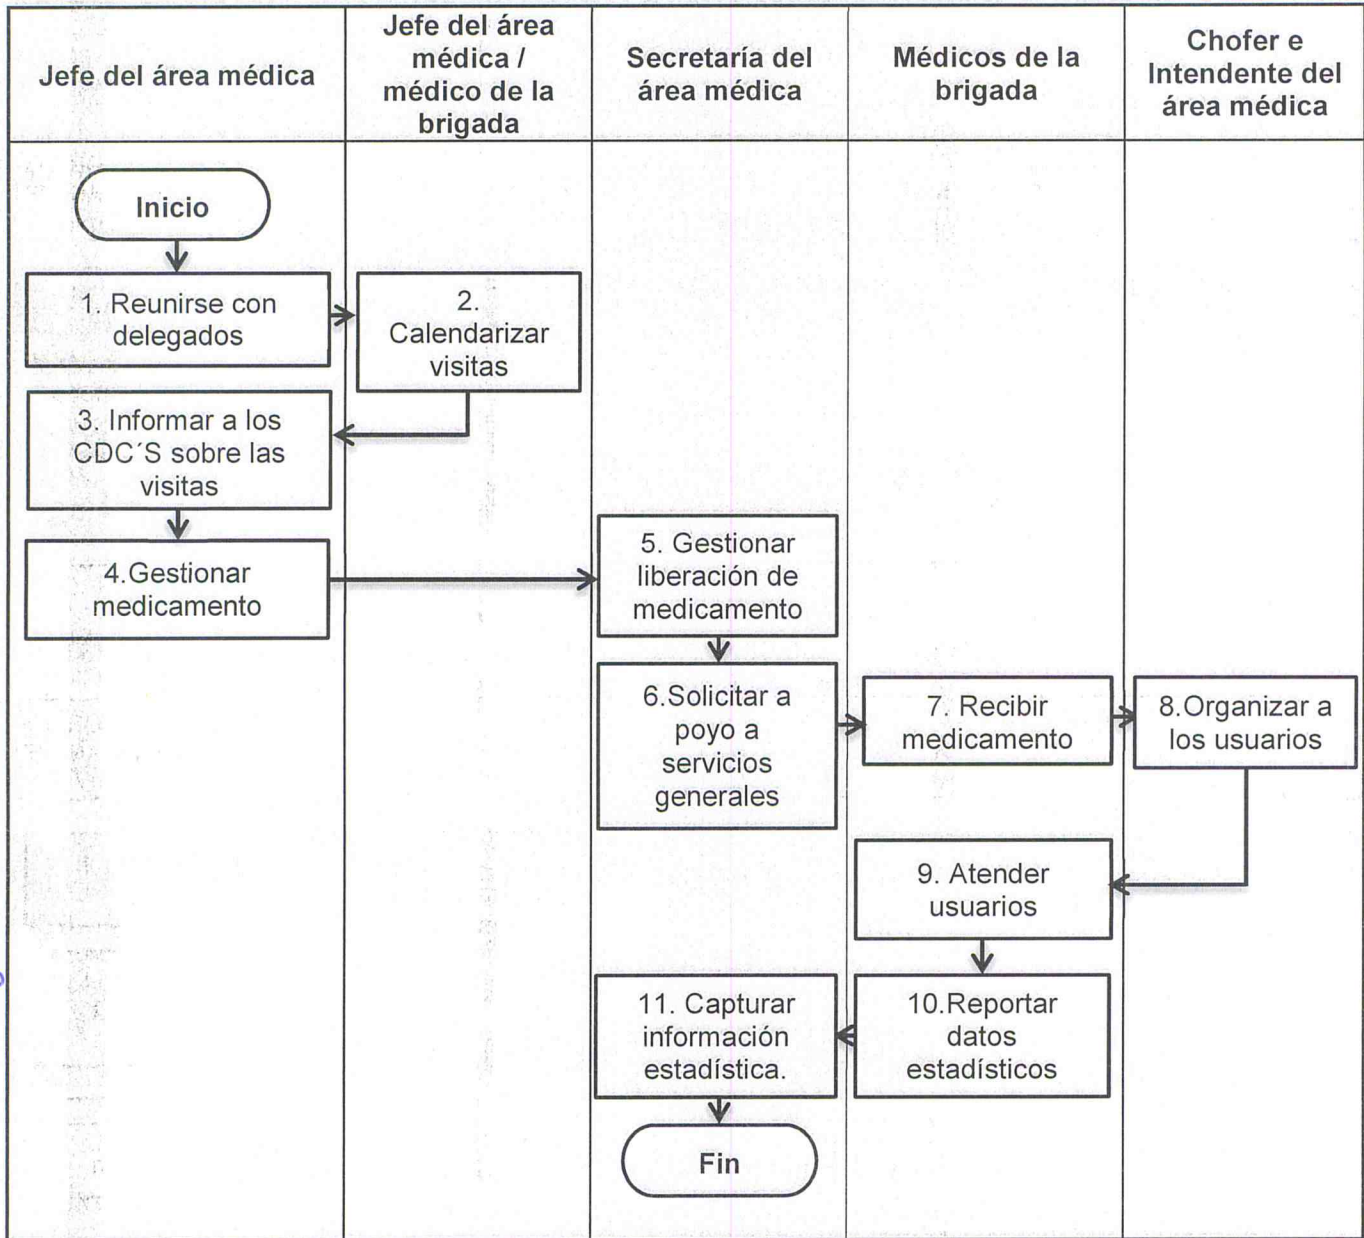 Jefe del área médica
Jefe del área
médica /
médico de la
brigada
Secretaría del
área médica
Médicos de la
brigada
Chofer e
Intendente del
área médica
Inicio
1. Reunirse con
delegados
2.
Calendarizar
visitas
3. Informar a los
CDC´S sobre las
visitas
4.Gestionar
medicamento
5. Gestionar
liberación de
medicamento
6.Solicitar a
poyo a
servicios
generales
7. Recibir
medicamento
8.Organizar a
los usuarios
9. Atender
usuarios
10.Reportar
datos
estadísticos
11. Capturar
información
estadística.
Fin